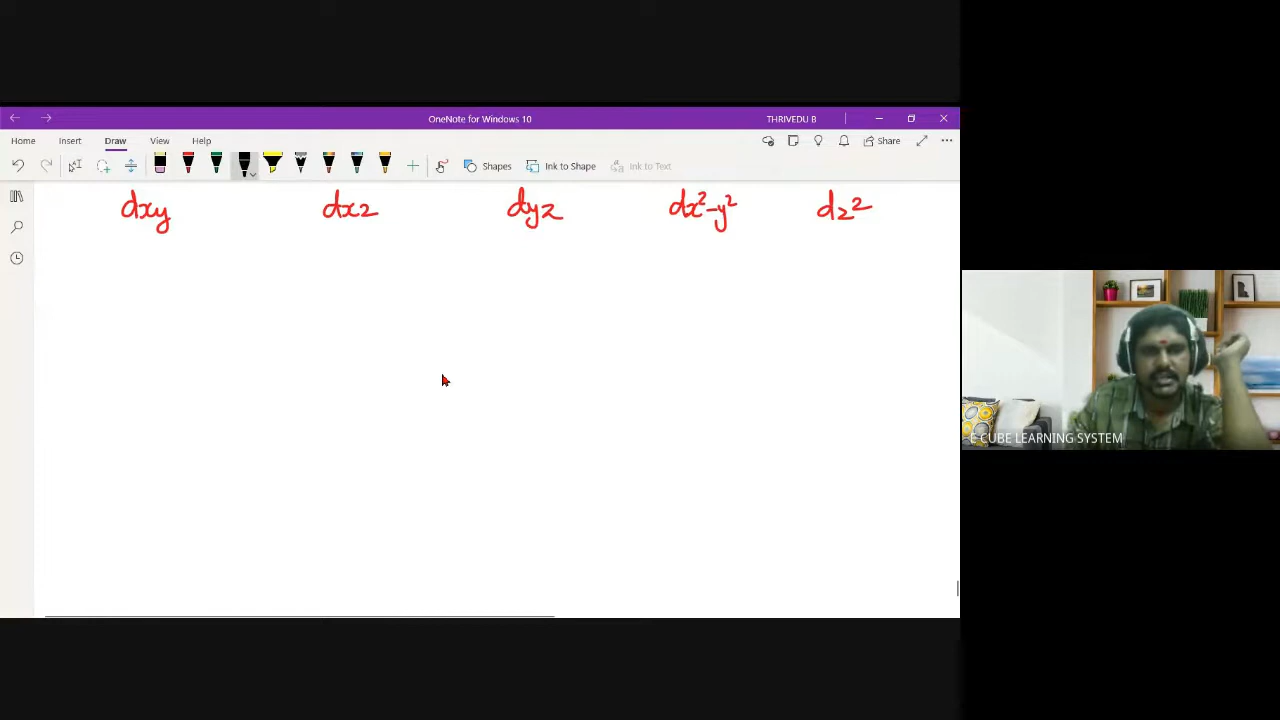 OneNote for Windows 10
THRIVEDU B
Home Insert Draw View Help
Share
Shapes Ink to Shape Ink to Text
dxy dxz dyz dx²-y² dz²
E CUBE LEARNING SYSTEM